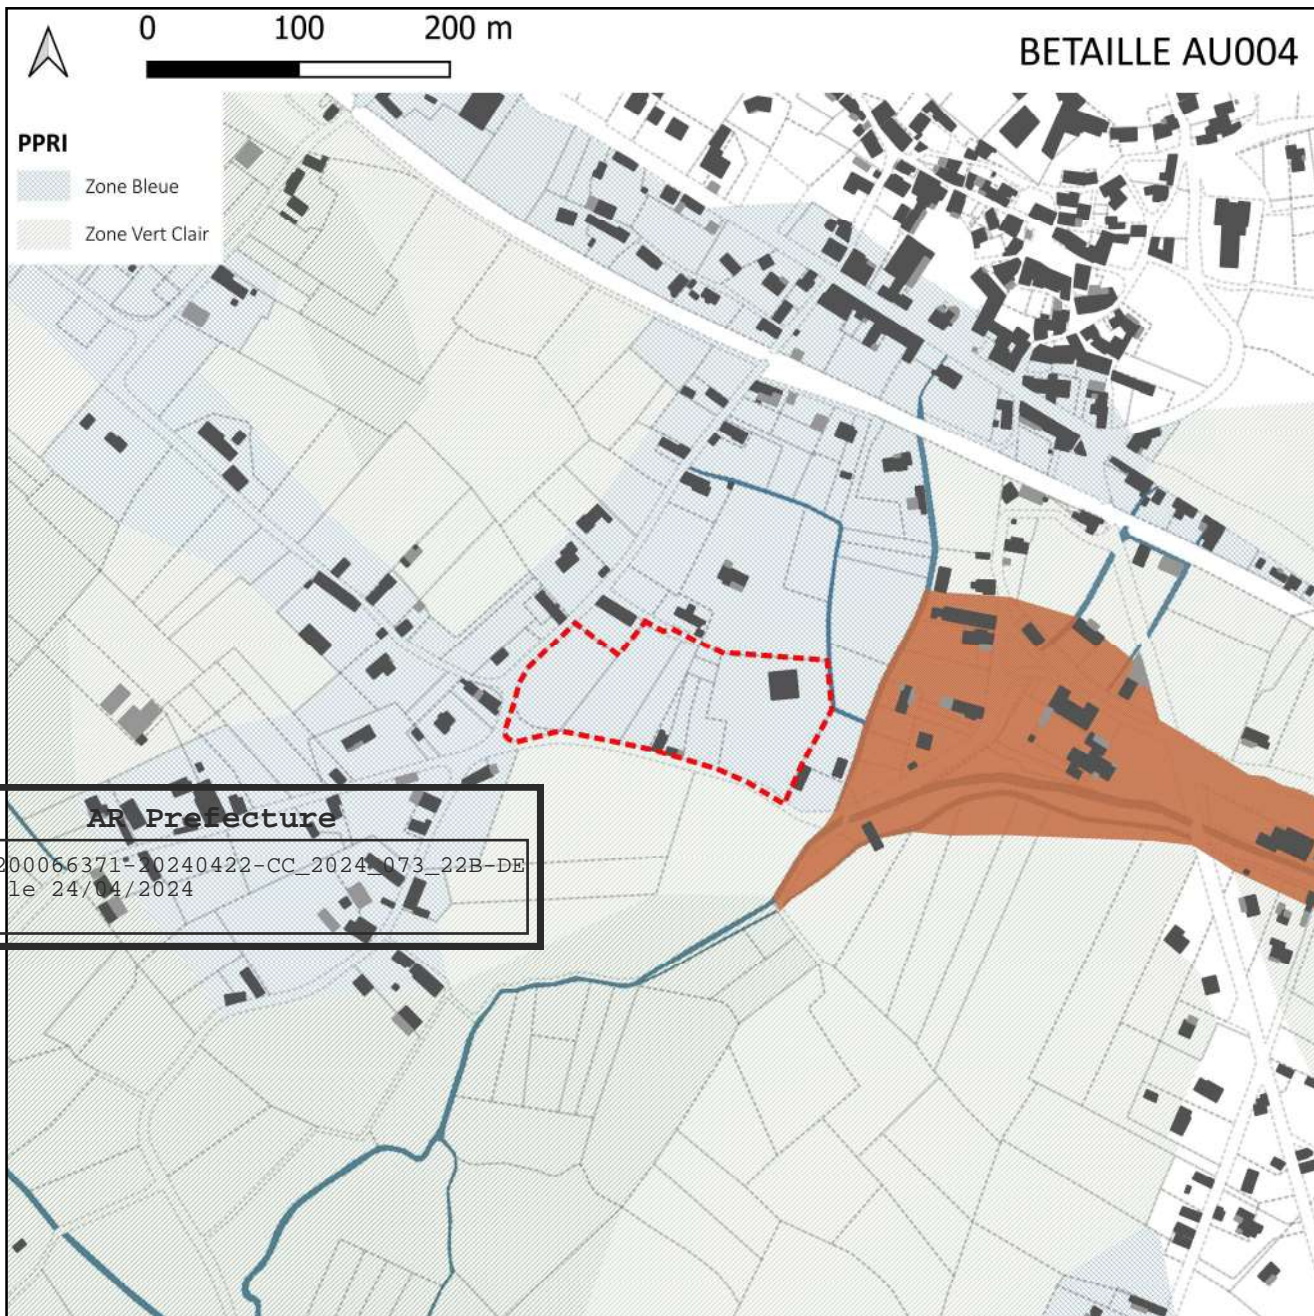 0 100 200 m
BETAILLE AU004
PPRI
Zone Bleue
Zone Vert Clair
AR Prefecture
200066371-20240422-CC_2024_073_22B-DE
le 24/04/2024